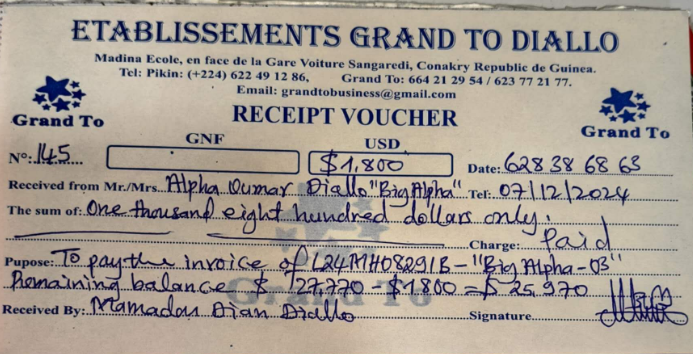 ETABLISSEMENTS GRAND TO DIALLO
Madina Ecole, en face de la Gare Voiture Sangaredi, Conakry Republic de Guinea.
Tel: Pikin: (+224) 622 49 12 86, Grand To: 664 21 29 54 / 623 77 21 77.
Email: grandtobusiness@gmail.com
Grand To
RECEIPT VOUCHER
Grand To
GNF USD
N°: 145 $1,800 Date: 628 38 68 63
Received from Mr./Mrs. Alpha Oumar Diallo "Big Alpha" Tel: 07/12/2024
The sum of: One thousand eight hundred dollars only.
Charge: Paid
Pupose: To pay the invoice of L24MH0829IB - "Big Alpha - 03"
Remaining balance $ 27,770 - $1800 = $ 25,970
Grand To
Received By: Mamadou Dian Diallo Signature